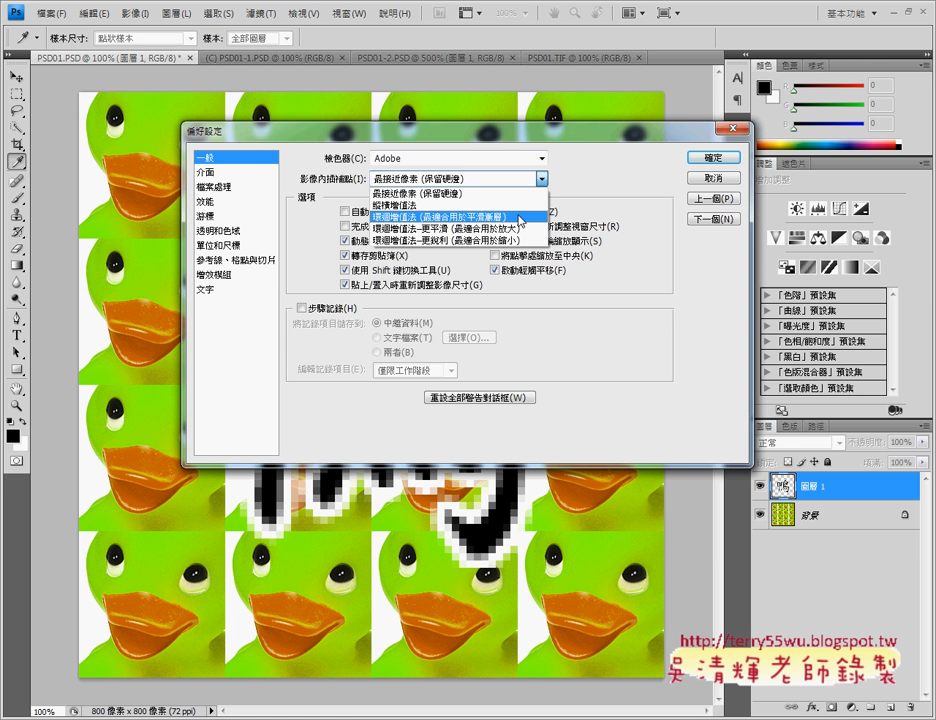 Ps 檔案(F) 編輯(E) 影像(I) 圖層(L) 選取(S) 濾鏡(T) 檢視(V) 視窗(W) 說明(H) 100% 基本功能
樣本尺寸: 點狀樣本 樣本: 全部圖層
PSD01.PSD @ 100% (圖層 1, RGB/8) * × (C) PSD01-1.PSD @ 100% (RGB/8) × PSD01-2.PSD @ 500% (圖層 1, RGB/8) × PSD01.TIF @ 100% (RGB/8) ×
偏好設定
一般
介面
檔案處理
效能
游標
透明和色域
單位和尺標
參考線、格點與切片
增效模組
文字
檢色器(C): Adobe
影像內插補點(I): 最接近像素 (保留硬邊)
最接近像素 (保留硬邊)
縱橫增值法
環迴增值法 (最適合用於平滑漸層)
環迴增值法–更平滑 (最適合用於放大)
環迴增值法–更銳利 (最適合用於縮小)
選項
轉存剪貼簿(X)
使用 Shift 鍵切換工具(U)
貼上/置入時重新調整影像尺寸(G)
將點擊處縮放至中央(K)
啟動輕觸平移(F)
步驟記錄(H)
將記錄項目儲存到: 中繼資料(M)
文字檔案(T) 選擇(O)...
兩者(B)
編輯記錄項目(E): 僅限工作階段
重設全部警告對話框(W)
確定
取消
上一個(P)
下一個(N)
顏色 色票 樣式
R 0
G 0
B 0
調整 遮色片
增加調整
「色階」預設集
「曲線」預設集
「曝光度」預設集
「色相/飽和度」預設集
「黑白」預設集
「色版混合器」預設集
「選取顏色」預設集
圖層 色版 路徑
正常 不透明度: 100%
鎖定: 填滿: 100%
圖層 1
背景
http://terry55wu.blogspot.tw
吳清輝老師錄製
100% 800 像素 x 800 像素 (72 ppi)